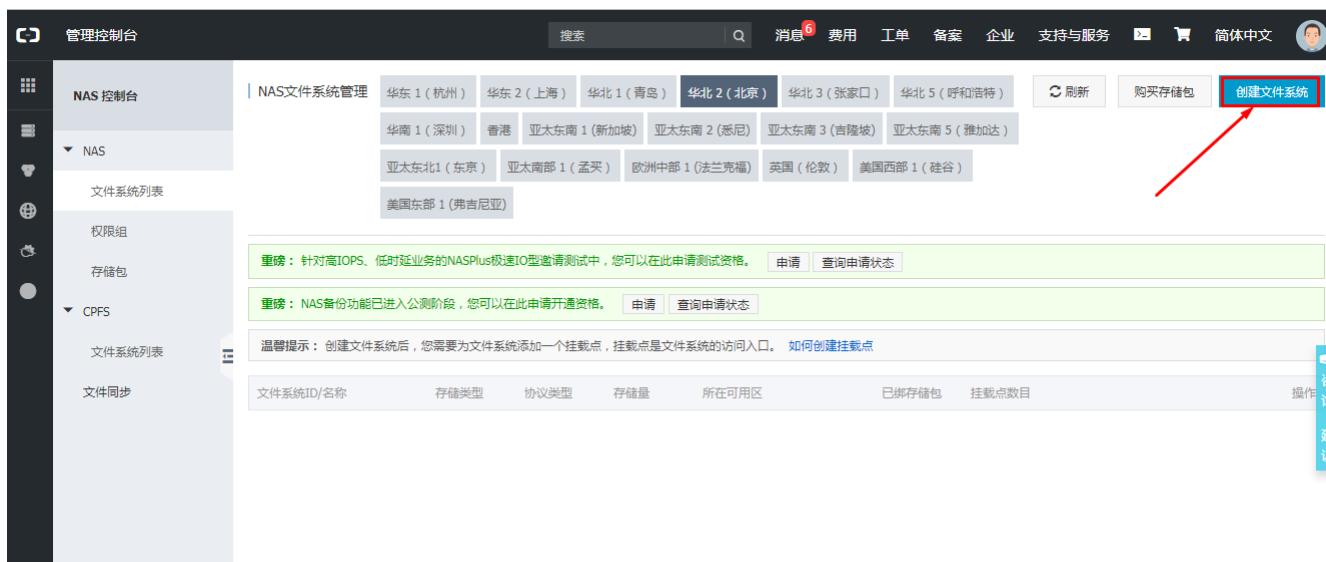 管理控制台 搜索 消息 6 费用 工单 备案 企业 支持与服务 简体中文
NAS 控制台
NAS
文件系统列表
权限组
存储包
CPFS
文件系统列表
文件同步
NAS文件系统管理 华东 1 ( 杭州 ) 华东 2 ( 上海 ) 华北 1 ( 青岛 ) 华北 2 ( 北京 ) 华北 3 ( 张家口 ) 华北 5 ( 呼和浩特 ) 刷新 购买存储包 创建文件系统
华南 1 ( 深圳 ) 香港 亚太东南 1 (新加坡) 亚太东南 2 (悉尼) 亚太东南 3 (吉隆坡) 亚太东南 5 ( 雅加达 )
亚太东北1 ( 东京 ) 亚太南部 1 ( 孟买 ) 欧洲中部 1 (法兰克福) 英国 ( 伦敦 ) 美国西部 1 ( 硅谷 )
美国东部 1 (弗吉尼亚)
重磅： 针对高IOPS、低时延业务的NASPlus极速IO型邀请测试中，您可以在此申请测试资格。 申请 查询申请状态
重磅： NAS备份功能已进入公测阶段，您可以在此申请开通资格。 申请 查询申请状态
温馨提示： 创建文件系统后，您需要为文件系统添加一个挂载点，挂载点是文件系统的访问入口。 如何创建挂载点
文件系统ID/名称 存储类型 协议类型 存储量 所在可用区 已绑存储包 挂载点数目 操作